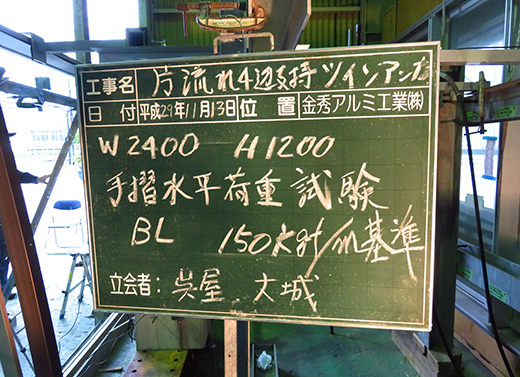 工事名 片流れ4辺支持ツインアンカ
日付 平成29年11月13日 位置 金秀アルミ工業㈱
W2400 H1200
手摺水平荷重試験
BL 150kgf/m基準
立会者：呉屋 大城